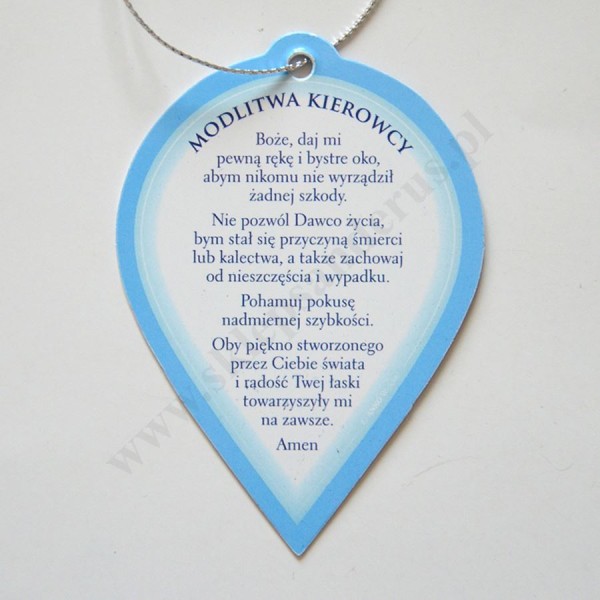 MODLITWA KIEROWCY
Boże, daj mi
pewną rękę i bystre oko,
abym nikomu nie wyrządził
żadnej szkody.
Nie pozwól Dawco życia,
bym stał się przyczyną śmierci
lub kalectwa, a także zachowaj
od nieszczęścia i wypadku.
Pohamuj pokusę
nadmiernej szybkości.
Oby piękno stworzonego
przez Ciebie świata
i radość Twej łaski
towarzyszyły mi
na zawsze.
Amen